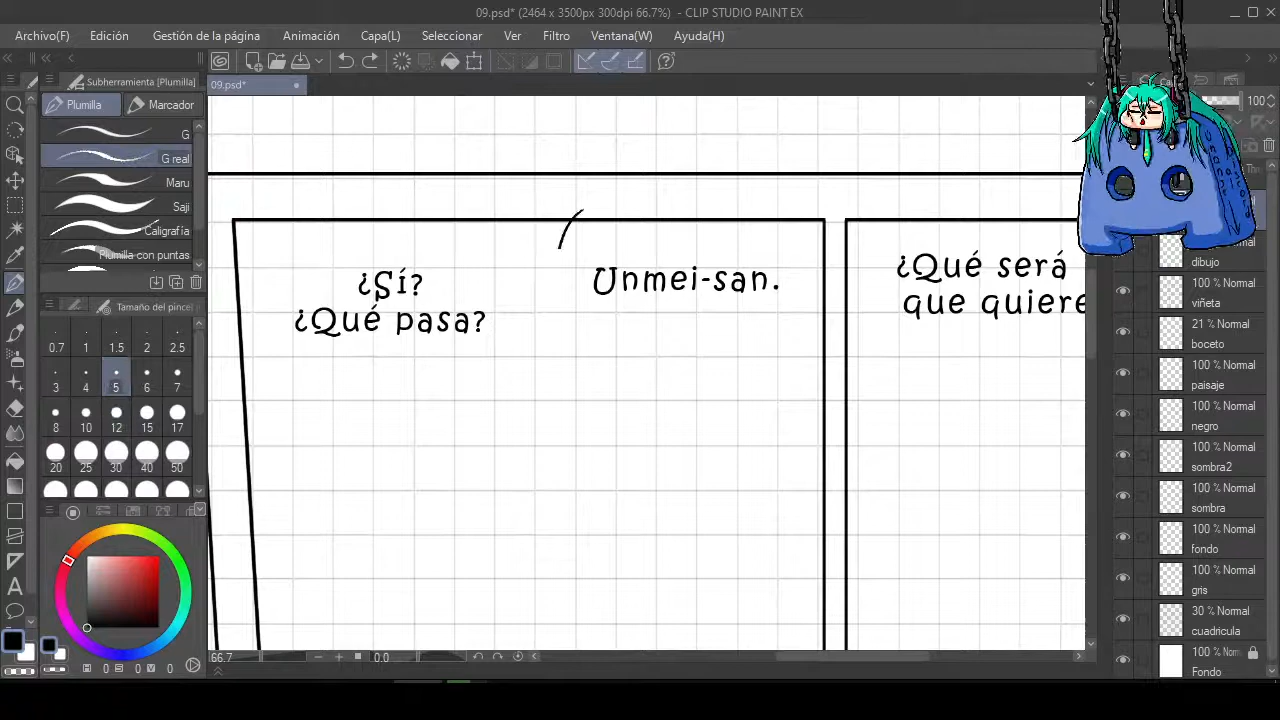 09.psd* (2464 x 3500px 300dpi 66.7%) - CLIP STUDIO PAINT EX
Archivo(F) Edición Gestión de la página Animación Capa(L) Seleccionar Ver Filtro Ventana(W) Ayuda(H)
Subherramienta [Plumilla]
09.psd*
Plumilla Marcador
G
G real
Maru
Saji
Caligrafía
Plumilla con puntas
Tamaño del pincel
0.7 1 1.5 2 2.5
3 4 5 6 7
8 10 12 15 17
20 25 30 40 50
H 0 S 0 V 0
¿Sí?
¿Qué pasa?
Unmei-san.
¿Qué será
que quiere
66.7 0.0
100
dibujo
100 % Normal
viñeta
21 % Normal
boceto
100 % Normal
paisaje
100 % Normal
negro
100 % Normal
sombra2
100 % Normal
sombra
100 % Normal
fondo
100 % Normal
gris
30 % Normal
cuadricula
100 %
Fondo